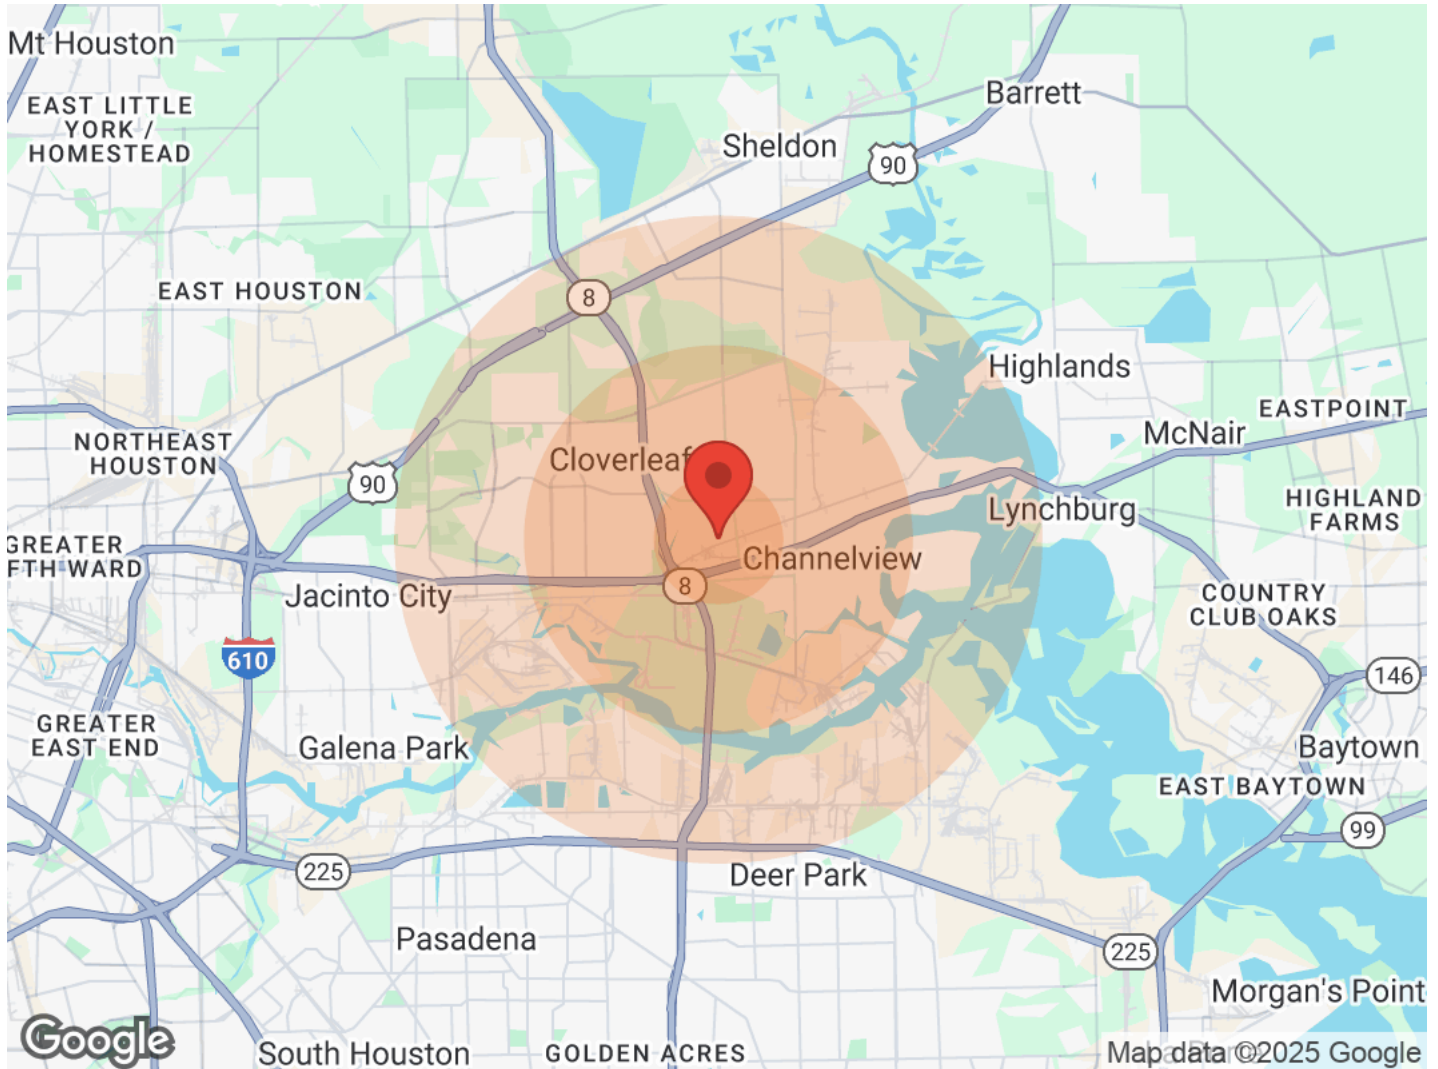 Mt Houston
EAST LITTLE
YORK /
HOMESTEAD
Barrett
Sheldon
90
EAST HOUSTON
8
Highlands
EASTPOINT
McNair
NORTHEAST
HOUSTON
Cloverleaf
90
HIGHLAND
FARMS
Lynchburg
GREATER
FTH WARD
Channelview
8
Jacinto City
COUNTRY
CLUB OAKS
610
146
GREATER
EAST END
Galena Park
Baytown
EAST BAYTOWN
99
225
Deer Park
Pasadena
225
Morgan's Point
Google
South Houston
GOLDEN ACRES
Map data ©2025 Google